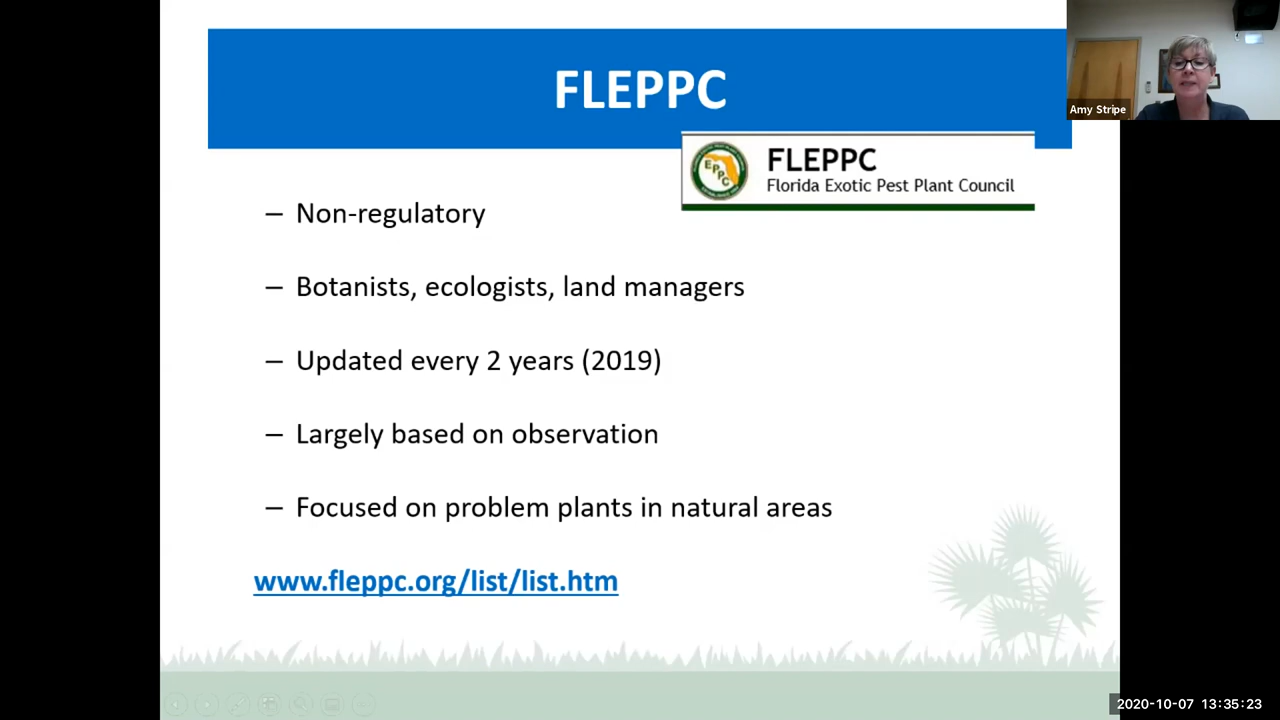 FLEPPC
FLEPPC
Florida Exotic Pest Plant Council
EPPC
– Non-regulatory
– Botanists, ecologists, land managers
– Updated every 2 years (2019)
– Largely based on observation
– Focused on problem plants in natural areas
www.fleppc.org/list/list.htm
Amy Stripe
2020-10-07 13:35:23